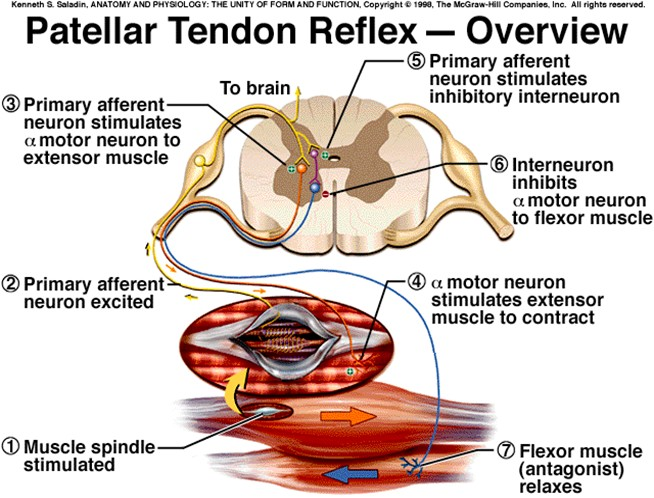 Kenneth S. Saladin, ANATOMY AND PHYSIOLOGY: THE UNITY OF FORM AND FUNCTION, Copyright © 1998, The McGraw-Hill Companies, Inc. All rights reserved.
Patellar Tendon Reflex — Overview
To brain
③ Primary afferent
neuron stimulates
α motor neuron to
extensor muscle
⑤ Primary afferent
neuron stimulates
inhibitory interneuron
⑥ Interneuron
inhibits
α motor neuron
to flexor muscle
② Primary afferent
neuron excited
④ α motor neuron
stimulates extensor
muscle to contract
① Muscle spindle
stimulated
⑦ Flexor muscle
(antagonist)
relaxes